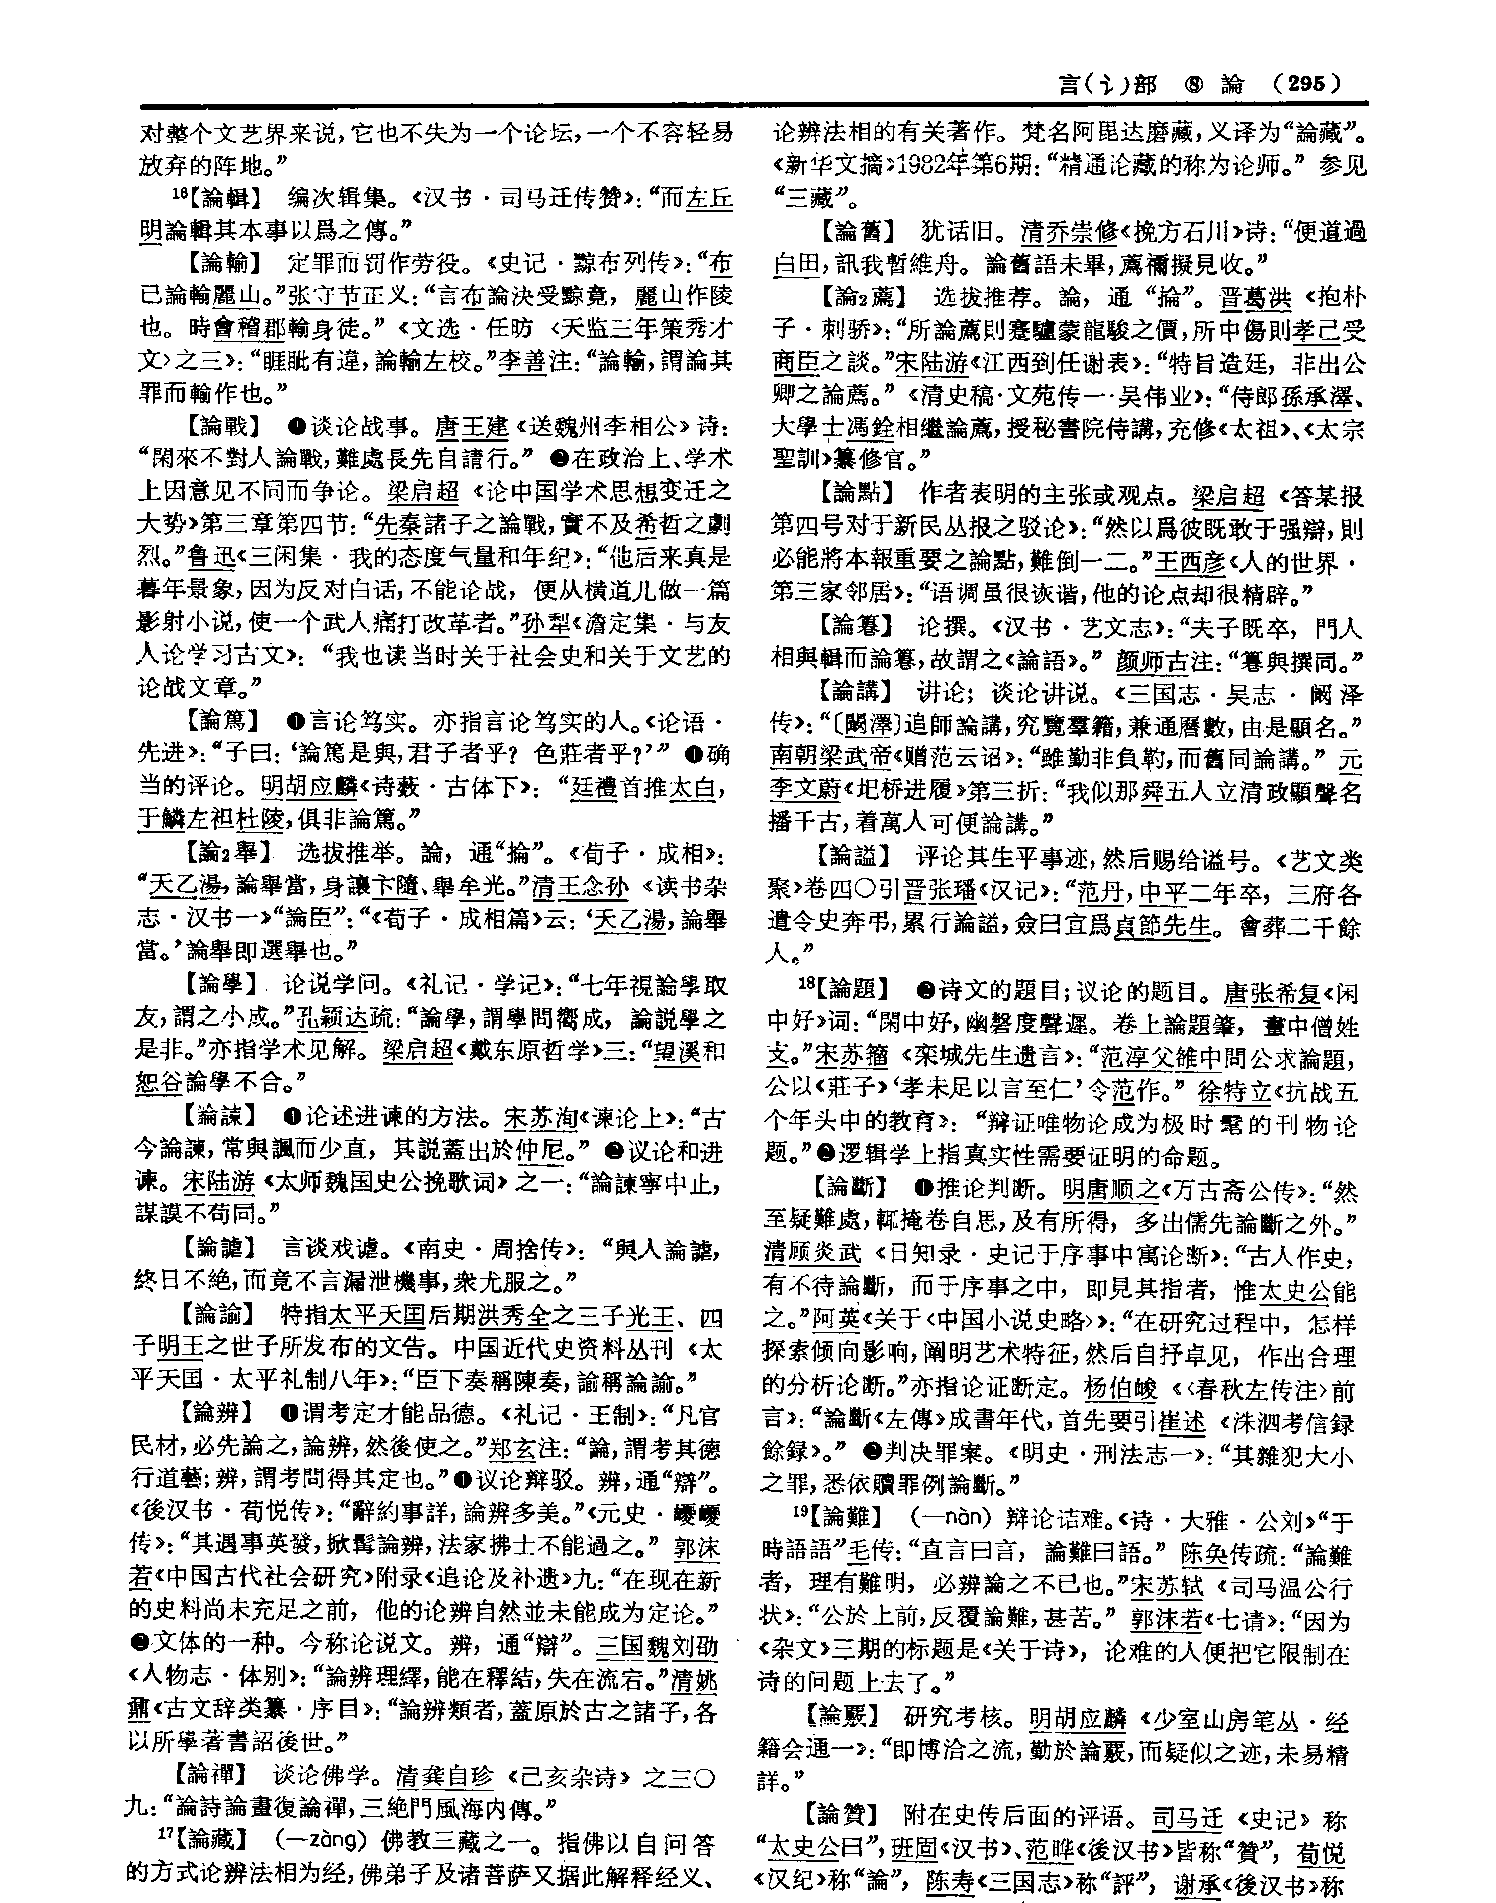 言(讠)部 ⑧ 論 (295)
对整个文艺界来说，它也不失为一个论坛，一个不容轻易
放弃的阵地。”
16【論輯】 编次辑集。《汉书·司马迁传赞》：“而左丘
明論輯其本事以爲之傳。”
【論輸】 定罪而罚作劳役。《史记·黥布列传》：“布
已論輸麗山。”张守节正义：“言布論決受黥竟，麗山作陵
也。時會稽郡輸身徒。”《文选·任昉〈天监三年策秀才
文〉之三》：“睚眦有違，論輸左校。”李善注：“論輸，謂論其
罪而輸作也。”
【論戰】 ❶谈论战事。唐王建《送魏州李相公》诗：
“閑來不對人論戰，難處長先自請行。” ❷在政治上、学术
上因意见不同而争论。梁启超《论中国学术思想变迁之
大势》第三章第四节：“先秦諸子之論戰，實不及希哲之劇
烈。”鲁迅《三闲集·我的态度气量和年纪》：“他后来真是
暮年景象，因为反对白话，不能论战，便从横道儿做一篇
影射小说，使一个武人痛打改革者。”孙犁《澹定集·与友
人论学习古文》：“我也读当时关于社会史和关于文艺的
论战文章。”
【論篤】 ❶言论笃实。亦指言论笃实的人。《论语·
先进》：“子曰：‘論篤是與，君子者乎？色莊者乎？’” ❶确
当的评论。明胡应麟《诗薮·古体下》：“廷禮首推太白，
于鱗左袒杜陵，俱非論篤。”
【論2舉】 选拔推举。論，通“掄”。《荀子·成相》：
“天乙湯，論舉當，身讓卞隨、舉牟光。”清王念孙《读书杂
志·汉书一》“論臣”：“《荀子·成相篇》云：‘天乙湯，論舉
當。’論舉即選舉也。”
【論學】 论说学问。《礼记·学记》：“七年視論學取
友，謂之小成。”孔颖达疏：“論學，謂學問嚮成，論説學之
是非。”亦指学术见解。梁启超《戴东原哲学》三：“望溪和
恕谷論學不合。”
【論諫】 ❶论述进谏的方法。宋苏洵《谏论上》：“古
今論諫，常與諷而少直，其説蓋出於仲尼。” ❷议论和进
谏。宋陆游《太师魏国史公挽歌词》之一：“論諫寧中止，
謀謨不苟同。”
【論謔】 言谈戏谑。《南史·周捨传》：“與人論謔，
終日不絶，而竟不言漏泄機事，衆尤服之。”
【論諭】 特指太平天囯后期洪秀全之三子光王、四
子明王之世子所发布的文告。中国近代史资料丛刊《太
平天囯·太平礼制八年》：“臣下奏稱陳奏，諭稱論諭。”
【論辨】 ❶谓考定才能品德。《礼记·王制》：“凡官
民材，必先論之，論辨，然後使之。”郑玄注：“論，謂考其德
行道藝；辨，謂考問得其定也。”❶议论辩驳。辨，通“辯”。
《後汉书·荀悦传》：“辭約事詳，論辨多美。”《元史·巙巙
传》：“其遇事英發，掀髯論辨，法家拂士不能過之。” 郭沫
若《中国古代社会研究》附录《追论及补遗》九：“在现在新
的史料尚未充足之前，他的论辨自然並未能成为定论。”
❷文体的一种。今称论说文。辨，通“辯”。三国魏刘劭
《人物志·体别》：“論辨理繹，能在釋結，失在流宕。”清姚
鼐《古文辞类纂·序目》：“論辨類者，蓋原於古之諸子，各
以所學著書詔後世。”
【論禪】 谈论佛学。清龚自珍《己亥杂诗》之三〇
九：“論詩論畫復論禪，三絶門風海内傳。”
17【論藏】 (—zàng) 佛教三藏之一。指佛以自问答
的方式论辨法相为经，佛弟子及诸菩萨又据此解释经义、
论辨法相的有关著作。梵名阿毘达磨藏，义译为“論藏”。
《新华文摘》1982年第6期：“精通论藏的称为论师。” 参见
“三藏”。
【論舊】 犹话旧。清乔崇修《挽方石川》诗：“便道過
白田，訊我暫維舟。論舊語未畢，薦禰擬見收。”
【論2薦】 选拔推荐。論，通“掄”。晋葛洪《抱朴
子·刺骄》：“所論薦則蹇驢蒙龍駿之價，所中傷則孝己受
商臣之談。”宋陆游《江西到任谢表》：“特旨造廷，非出公
卿之論薦。”《清史稿·文苑传一·吴伟业》：“侍郎孫承澤、
大學士馮銓相繼論薦，授秘書院侍講，充修《太祖》、《太宗
聖訓》纂修官。”
【論點】 作者表明的主张或观点。梁启超《答某报
第四号对于新民丛报之驳论》：“然以爲彼既敢于强辯，則
必能將本報重要之論點，難倒一二。”王西彦《人的世界·
第三家邻居》：“语调虽很诙谐，他的论点却很精辟。”
【論篹】 论撰。《汉书·艺文志》：“夫子既卒，門人
相與輯而論篹，故謂之《論語》。” 颜师古注：“篹與撰同。”
【論講】 讲论；谈论讲说。《三国志·吴志·阚泽
传》：“〔闞澤〕追師論講，究覽羣籍，兼通曆數，由是顯名。”
南朝梁武帝《赠范云诏》：“雖勤非負靮，而舊同論講。” 元
李文蔚《圯桥进履》第三折：“我似那舜五人立清政顯聲名
播千古，着萬人可便論講。”
【論謚】 评论其生平事迹，然后赐给谥号。《艺文类
聚》卷四〇引晋张璠《汉记》：“范丹，中平二年卒，三府各
遣令史奔弔，累行論謚，僉曰宜爲貞節先生。會葬二千餘
人。”
18【論題】 ❷诗文的题目；议论的题目。唐张希复《闲
中好》词：“閑中好，幽磬度聲遲。卷上論題肇，畫中僧姓
支。”宋苏籀《栾城先生遗言》：“范淳父雒中問公求論題，
公以《莊子》‘孝未足以言至仁’令范作。” 徐特立《抗战五
个年头中的教育》：“辩证唯物论成为极时髦的刊物论
题。”❷逻辑学上指真实性需要证明的命题。
【論斷】 ❶推论判断。明唐顺之《万古斋公传》：“然
至疑難處，輒掩卷自思，及有所得，多出儒先論斷之外。”
清顾炎武《日知录·史记于序事中寓论断》：“古人作史，
有不待論斷，而于序事之中，即見其指者，惟太史公能
之。”阿英《关于〈中国小说史略〉》：“在研究过程中，怎样
探索倾向影响，阐明艺术特征，然后自抒卓见，作出合理
的分析论断。”亦指论证断定。杨伯峻《〈春秋左传注〉前
言》：“論斷《左傳》成書年代，首先要引崔述《洙泗考信録
餘録》。” ❷判决罪案。《明史·刑法志一》：“其雜犯大小
之罪，悉依贖罪例論斷。”
19【論難】 (—nàn) 辩论诘难。《诗·大雅·公刘》“于
時語語”毛传：“直言曰言，論難曰語。” 陈奂传疏：“論難
者，理有難明，必辨論之不已也。”宋苏轼《司马温公行
状》：“公於上前，反覆論難，甚苦。” 郭沫若《七请》：“因为
《杂文》三期的标题是《关于诗》，论难的人便把它限制在
诗的问题上去了。”
【論覈】 研究考核。明胡应麟《少室山房笔丛·经
籍会通一》：“即博洽之流，勤於論覈，而疑似之迹，未易精
詳。”
【論贊】 附在史传后面的评语。司马迁《史记》称
“太史公曰”，班固《汉书》、范晔《後汉书》皆称“贊”，荀悦
《汉纪》称“論”，陈寿《三国志》称“評”，谢承《後汉书》称